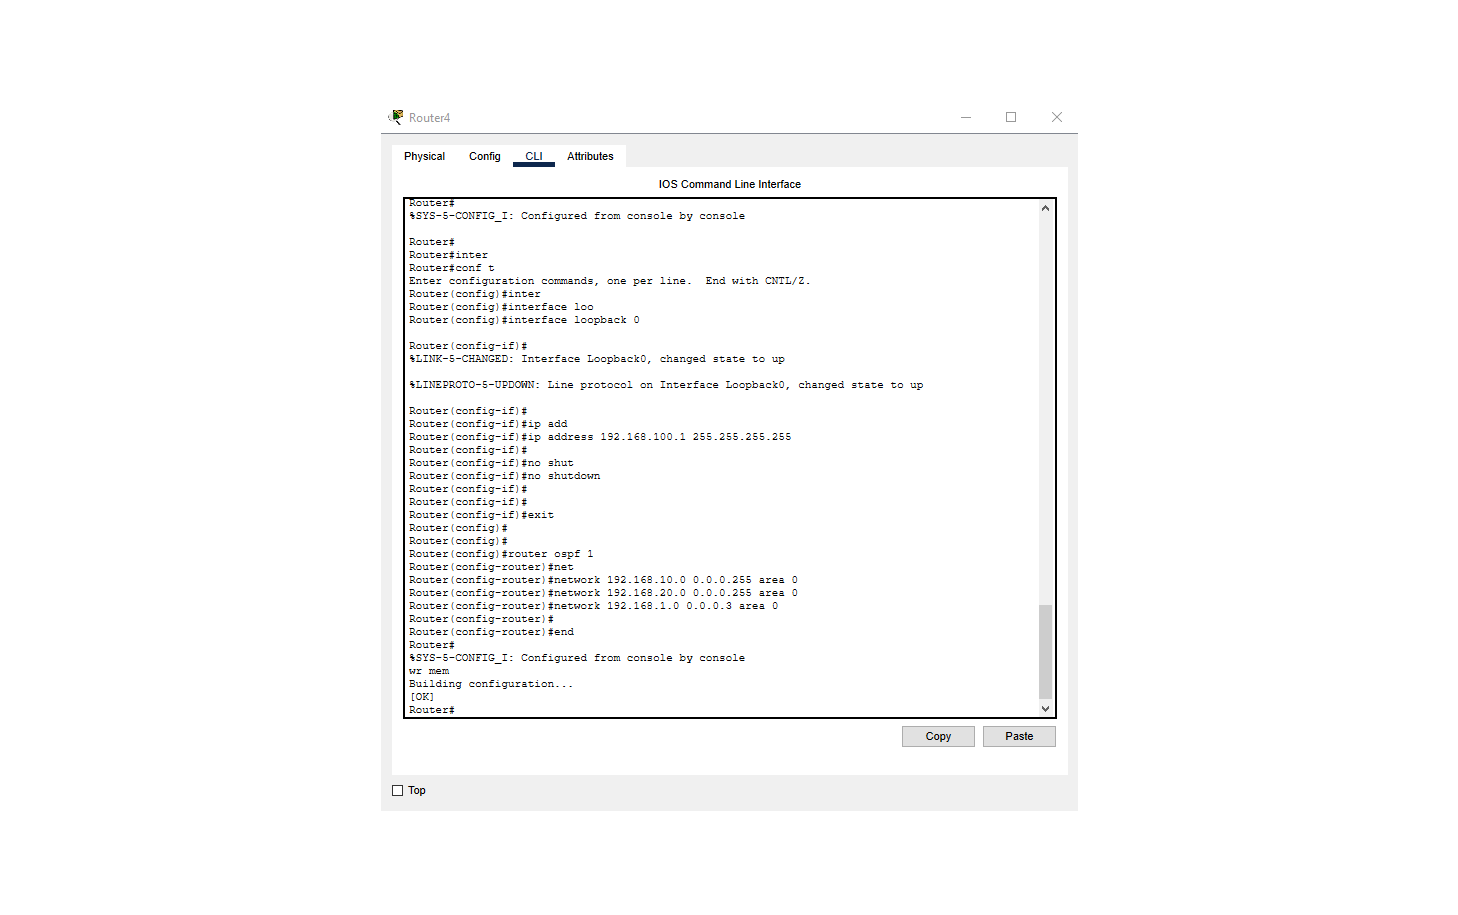 Router4
Physical Config CLI Attributes
IOS Command Line Interface
Router#
%SYS-5-CONFIG_I: Configured from console by console
Router#
Router#inter
Router#conf t
Enter configuration commands, one per line.  End with CNTL/Z.
Router(config)#inter
Router(config)#interface loo
Router(config)#interface loopback 0
Router(config-if)#
%LINK-5-CHANGED: Interface Loopback0, changed state to up
%LINEPROTO-5-UPDOWN: Line protocol on Interface Loopback0, changed state to up
Router(config-if)#
Router(config-if)#ip add
Router(config-if)#ip address 192.168.100.1 255.255.255.255
Router(config-if)#
Router(config-if)#no shut
Router(config-if)#no shutdown
Router(config-if)#
Router(config-if)#
Router(config-if)#exit
Router(config)#
Router(config)#
Router(config)#router ospf 1
Router(config-router)#net
Router(config-router)#network 192.168.10.0 0.0.0.255 area 0
Router(config-router)#network 192.168.20.0 0.0.0.255 area 0
Router(config-router)#network 192.168.1.0 0.0.0.3 area 0
Router(config-router)#
Router(config-router)#end
Router#
%SYS-5-CONFIG_I: Configured from console by console
wr mem
Building configuration...
[OK]
Router#
Copy Paste
Top